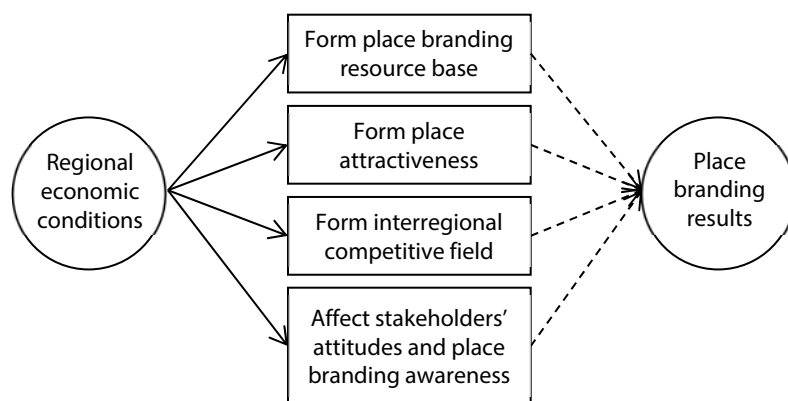 Form place branding
resource base
Form place
attractiveness
Regional
economic
conditions
Place
branding
results
Form interregional
competitive field
Affect stakeholders’
attitudes and place
branding awareness